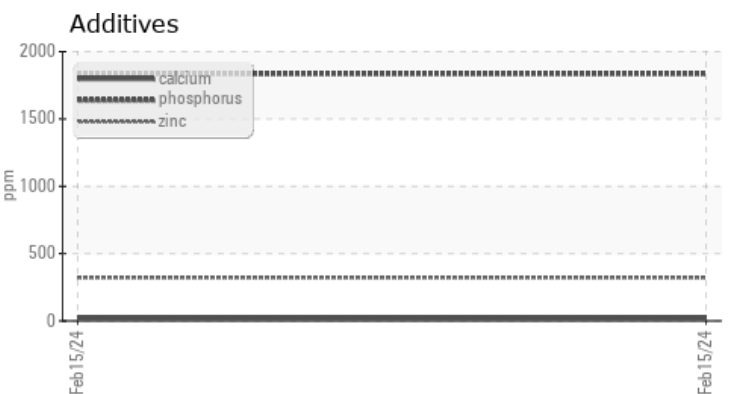 Additives
2000
1500
1000
500
0
ppm
calcium
phosphorus
zinc
Feb15/24
Feb15/24